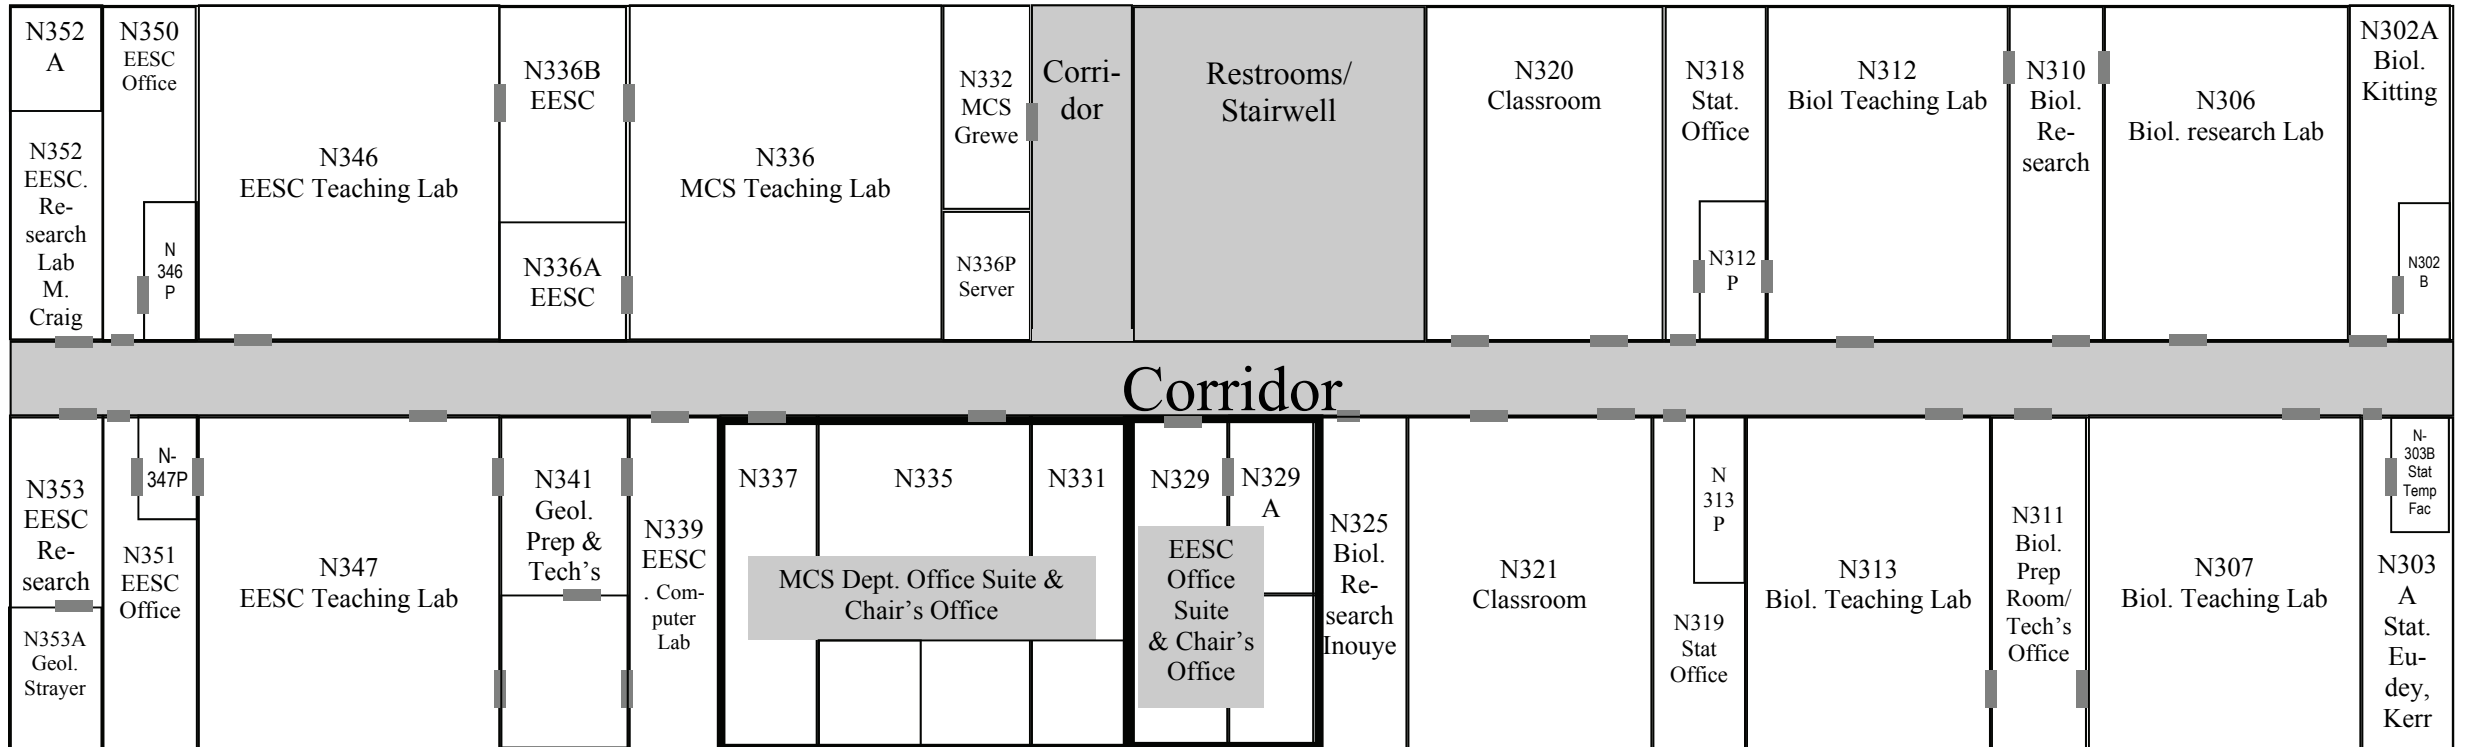 N352
A
N350
EESC
Office
N352
EESC.
Re-
search
Lab
M.
Craig
N
346
P
N346
EESC Teaching Lab
N336B
EESC
N336A
EESC
N336
MCS Teaching Lab
N332
MCS
Grewe
N336P
Server
Corri-
dor
Restrooms/
Stairwell
N320
Classroom
N318
Stat.
Office
N312
P
N312
Biol Teaching Lab
N310
Biol.
Re-
search
N306
Biol. research Lab
N302A
Biol.
Kitting
N302
B
Corridor
N353
EESC
Re-
search
N353A
Geol.
Strayer
N-
347P
N351
EESC
Office
N347
EESC Teaching Lab
N341
Geol.
Prep &
Tech's
N339
EESC
. Com-
puter
Lab
N337
N335
N331
MCS Dept. Office Suite &
Chair's Office
N329
N329
A
EESC
Office
Suite
& Chair's
Office
N325
Biol.
Re-
search
Inouye
N321
Classroom
N
313
P
N319
Stat
Office
N313
Biol. Teaching Lab
N311
Biol.
Prep
Room/
Tech's
Office
N307
Biol. Teaching Lab
N-
303B
Stat
Temp
Fac
N303
A
Stat.
Eu-
dey,
Kerr